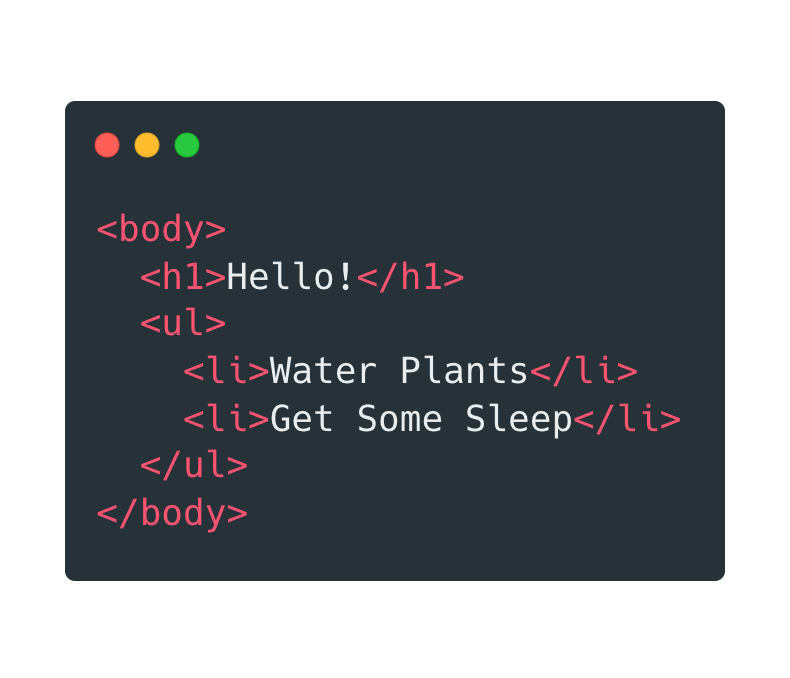 <body>
  <h1>Hello!</h1>
  <ul>
    <li>Water Plants</li>
    <li>Get Some Sleep</li>
  </ul>
</body>